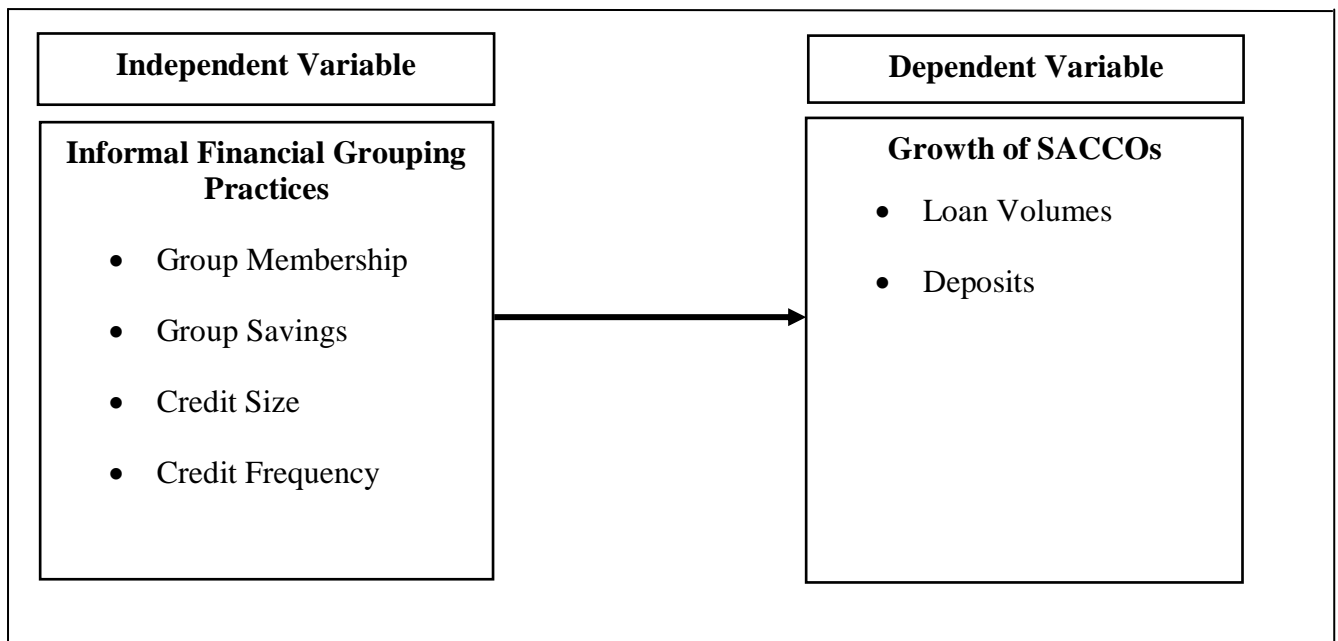 Independent Variable
Informal Financial Grouping
Practices
• Group Membership
• Group Savings
• Credit Size
• Credit Frequency
Dependent Variable
Growth of SACCOs
• Loan Volumes
• Deposits